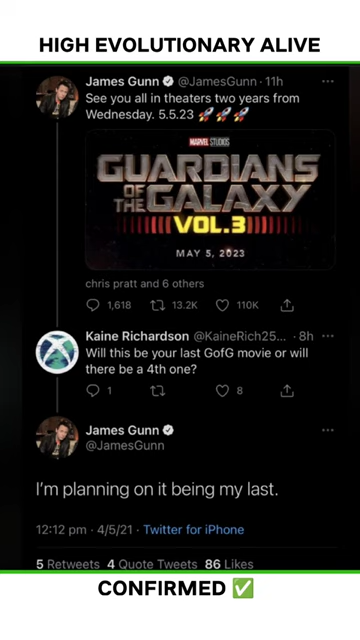 HIGH EVOLUTIONARY ALIVE
James Gunn @JamesGunn · 11h
See you all in theaters two years from
Wednesday. 5.5.23 🚀🚀🚀
MARVEL STUDIOS
GUARDIANS
OF THE GALAXY
VOL.3
MAY 5, 2023
chris pratt and 6 others
1,618 13.2K 110K
Kaine Richardson @KaineRich25... · 8h
Will this be your last GofG movie or will
there be a 4th one?
1 8
James Gunn
@JamesGunn
I'm planning on it being my last.
12:12 pm · 4/5/21 · Twitter for iPhone
5 Retweets 4 Quote Tweets 86 Likes
CONFIRMED ✅